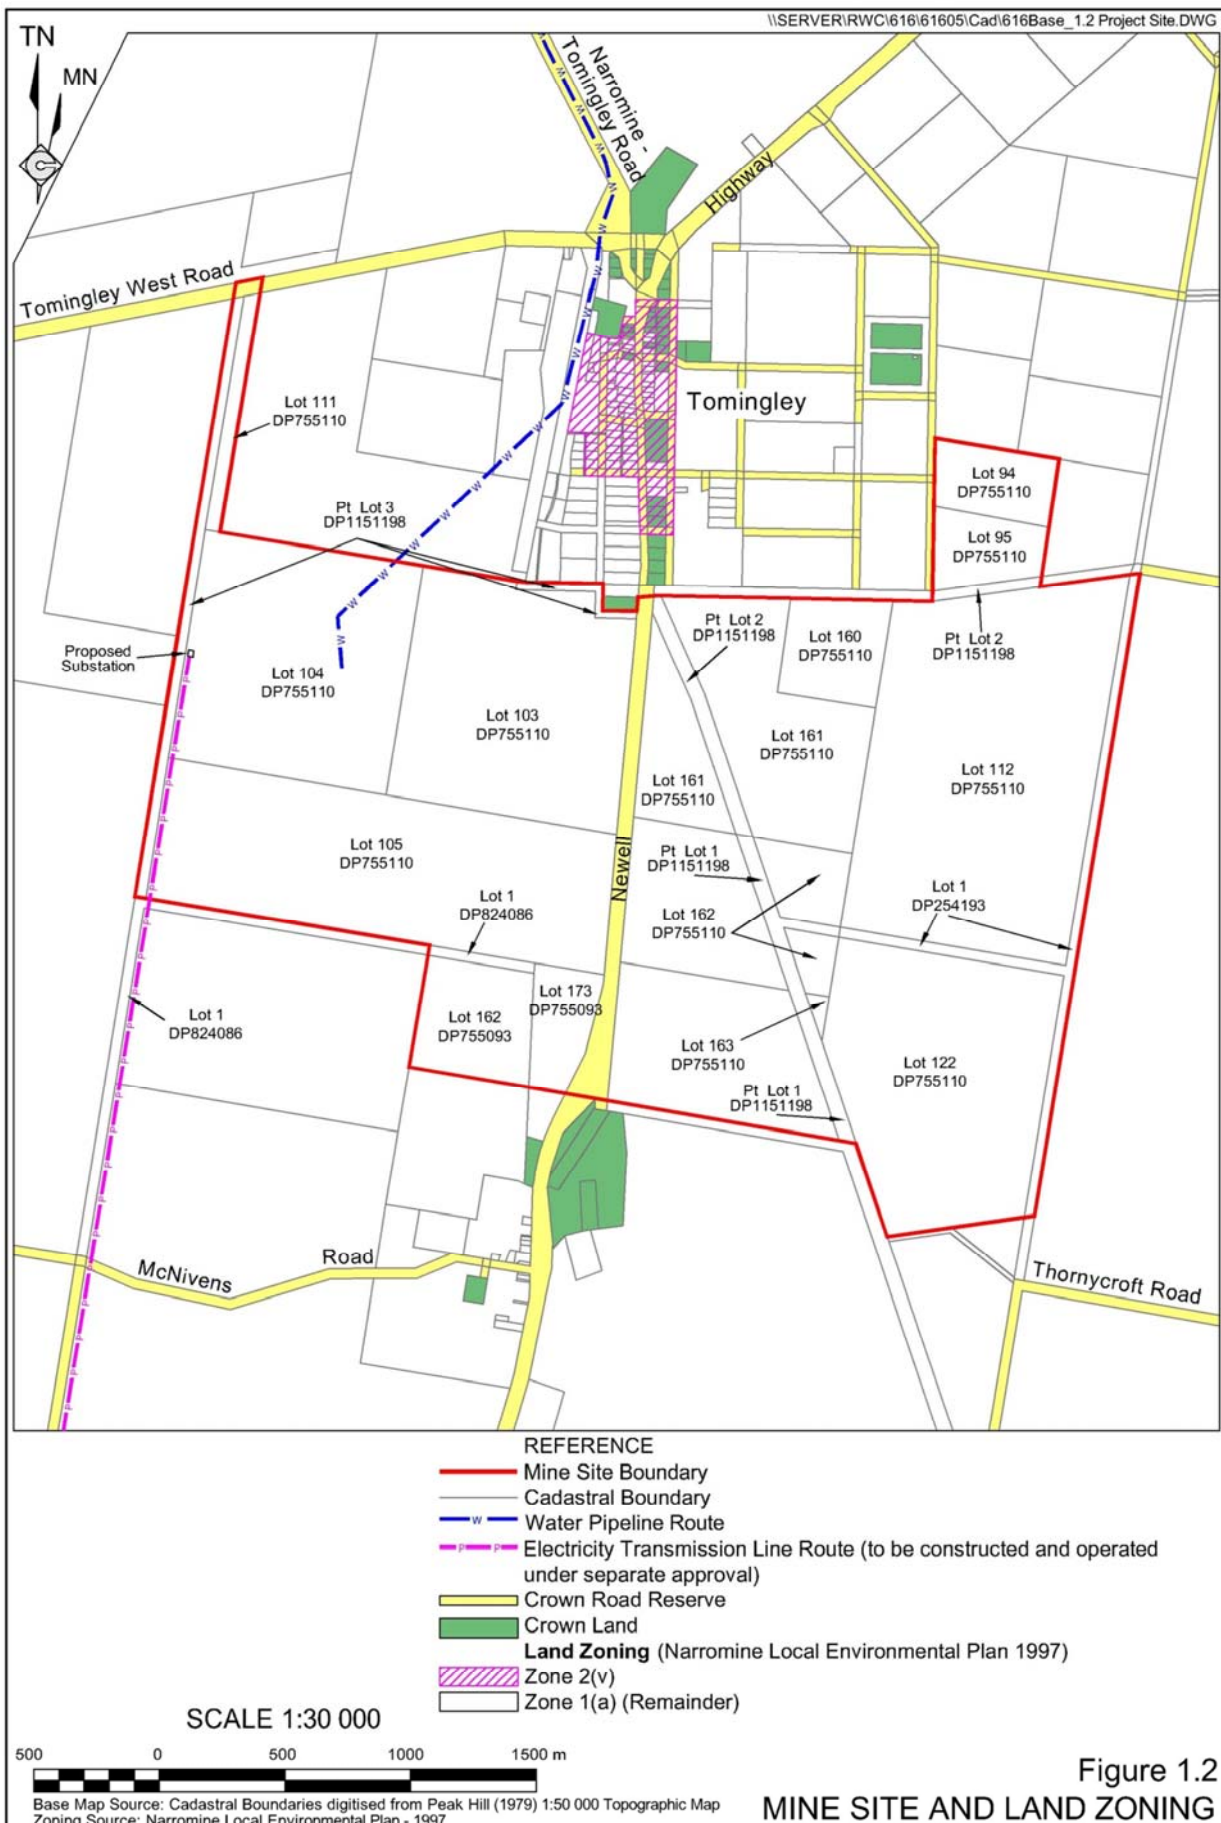 \\SERVER\RWC\616\61605\Cad\616Base_1.2 Project Site.DWG
TN
MN
Narromine -
Tomingley Road
Highway
Tomingley West Road
Lot 111
DP755110
Tomingley
Lot 94
DP755110
Pt Lot 3
DP1151198
Lot 95
DP755110
Proposed
Substation
Lot 104
DP755110
Pt Lot 2
DP1151198
Lot 160
DP755110
Pt Lot 2
DP1151198
Lot 103
DP755110
Lot 161
DP755110
Lot 161
DP755110
Lot 112
DP755110
Lot 105
DP755110
Newell
Pt Lot 1
DP1151198
Lot 1
DP824086
Lot 162
DP755110
Lot 1
DP254193
Lot 1
DP824086
Lot 162
DP755093
Lot 173
DP755093
Lot 163
DP755110
Lot 122
DP755110
Pt Lot 1
DP1151198
McNivens Road
Thornycroft Road
W W W W W W W W W W W W W W W
P P P P P P P P P P P P P
REFERENCE
Mine Site Boundary
Cadastral Boundary
W Water Pipeline Route
P P Electricity Transmission Line Route (to be constructed and operated
under separate approval)
Crown Road Reserve
Crown Land
Land Zoning (Narromine Local Environmental Plan 1997)
Zone 2(v)
Zone 1(a) (Remainder)
SCALE 1:30 000
500 0 500 1000 1500 m
Base Map Source: Cadastral Boundaries digitised from Peak Hill (1979) 1:50 000 Topographic Map
Zoning Source: Narromine Local Environmental Plan - 1997
Figure 1.2
MINE SITE AND LAND ZONING